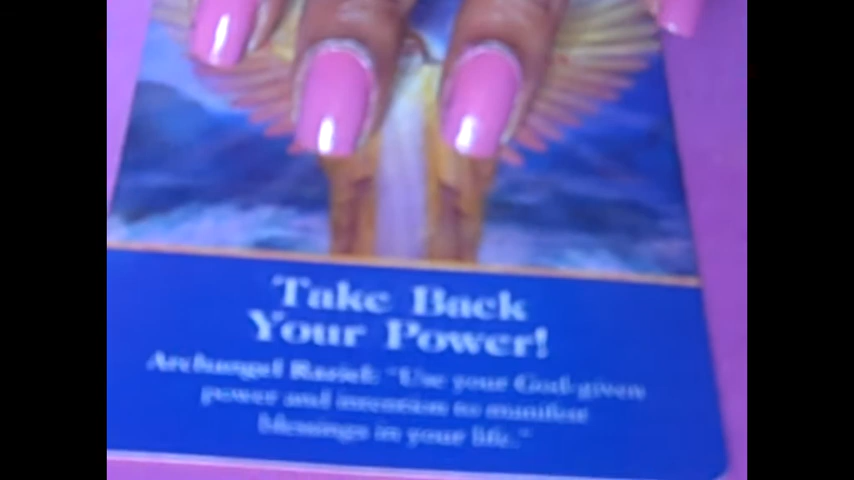 Take Back
Your Power!
Archangel Raziel: "Use your God-given
power and intention to manifest
blessings in your life."